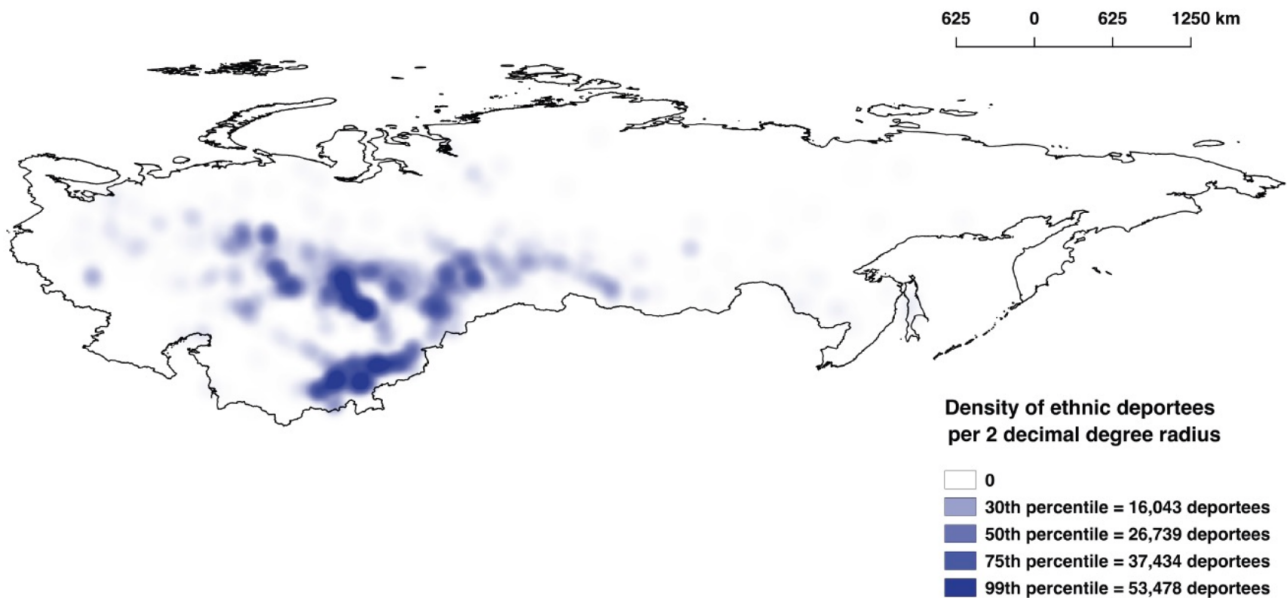 625 0 625 1250 km
Density of ethnic deportees
per 2 decimal degree radius
0
30th percentile = 16,043 deportees
50th percentile = 26,739 deportees
75th percentile = 37,434 deportees
99th percentile = 53,478 deportees